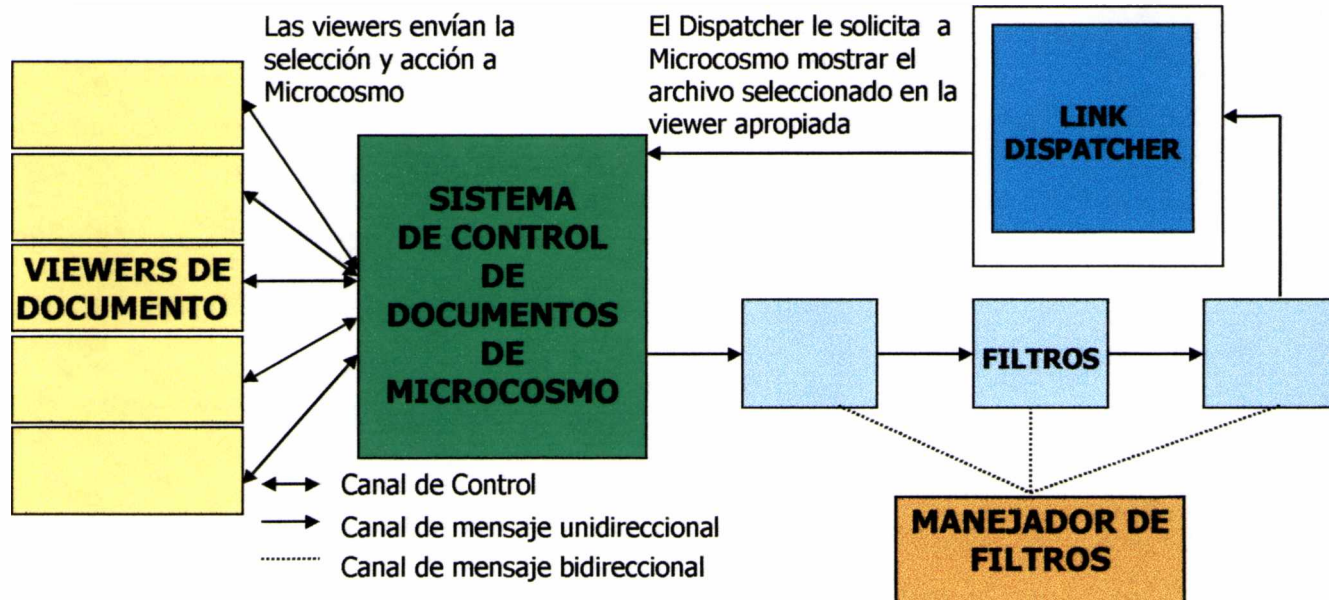 Las viewers envían la
selección y acción a
Microcosmo
El Dispatcher le solicita a
Microcosmo mostrar el
archivo seleccionado en la
viewer apropiada
LINK
DISPATCHER
VIEWERS DE
DOCUMENTO
SISTEMA
DE CONTROL
DE
DOCUMENTOS
DE
MICROCOSMO
FILTROS
Canal de Control
Canal de mensaje unidireccional
Canal de mensaje bidireccional
MANEJADOR DE
FILTROS